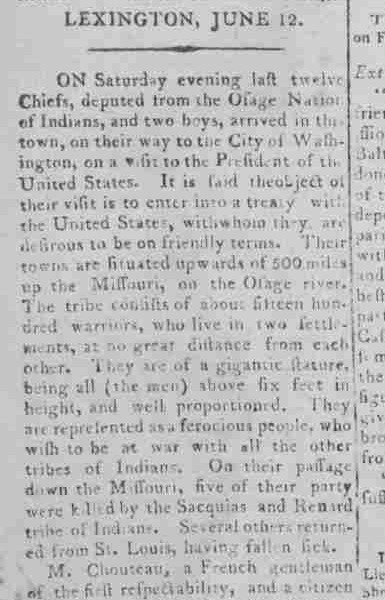 LEXINGTON, JUNE 12.
ON Saturday evening laſt twelve
Chiefs, deputed from the Oſage Nation
of Indians, and two boys, arrived in this
town, on their way to the City of Waſh-
ington, on a viſit to the Preſident of the
United States. It is ſaid theobject of
their viſit is to enter into a treaty with
the United States, withwhom they are
deſirous to be on friendly terms. Their
towns are ſituated upwards of 500 miles
up the Miſſouri, on the Oſage river.
The tribe conſiſts of about fifteen hun-
dred warriors, who live in two ſettle-
ments, at no great diſtance from each
other. They are of a gigantic ſtature,
being all (the men) above ſix feet in
height, and well proportioned. They
are repreſented as a ferocious people, who
wiſh to be at war with all the other
tribes of Indians. On their paſſage
down the Miſſouri, five of their party
were killed by the Sacquias and Renard
tribe of Indians. Several others return-
ed from St. Louis, having fallen ſick.
M. Chouteau, a French gentleman
of the firſt reſpectability, and a citizen